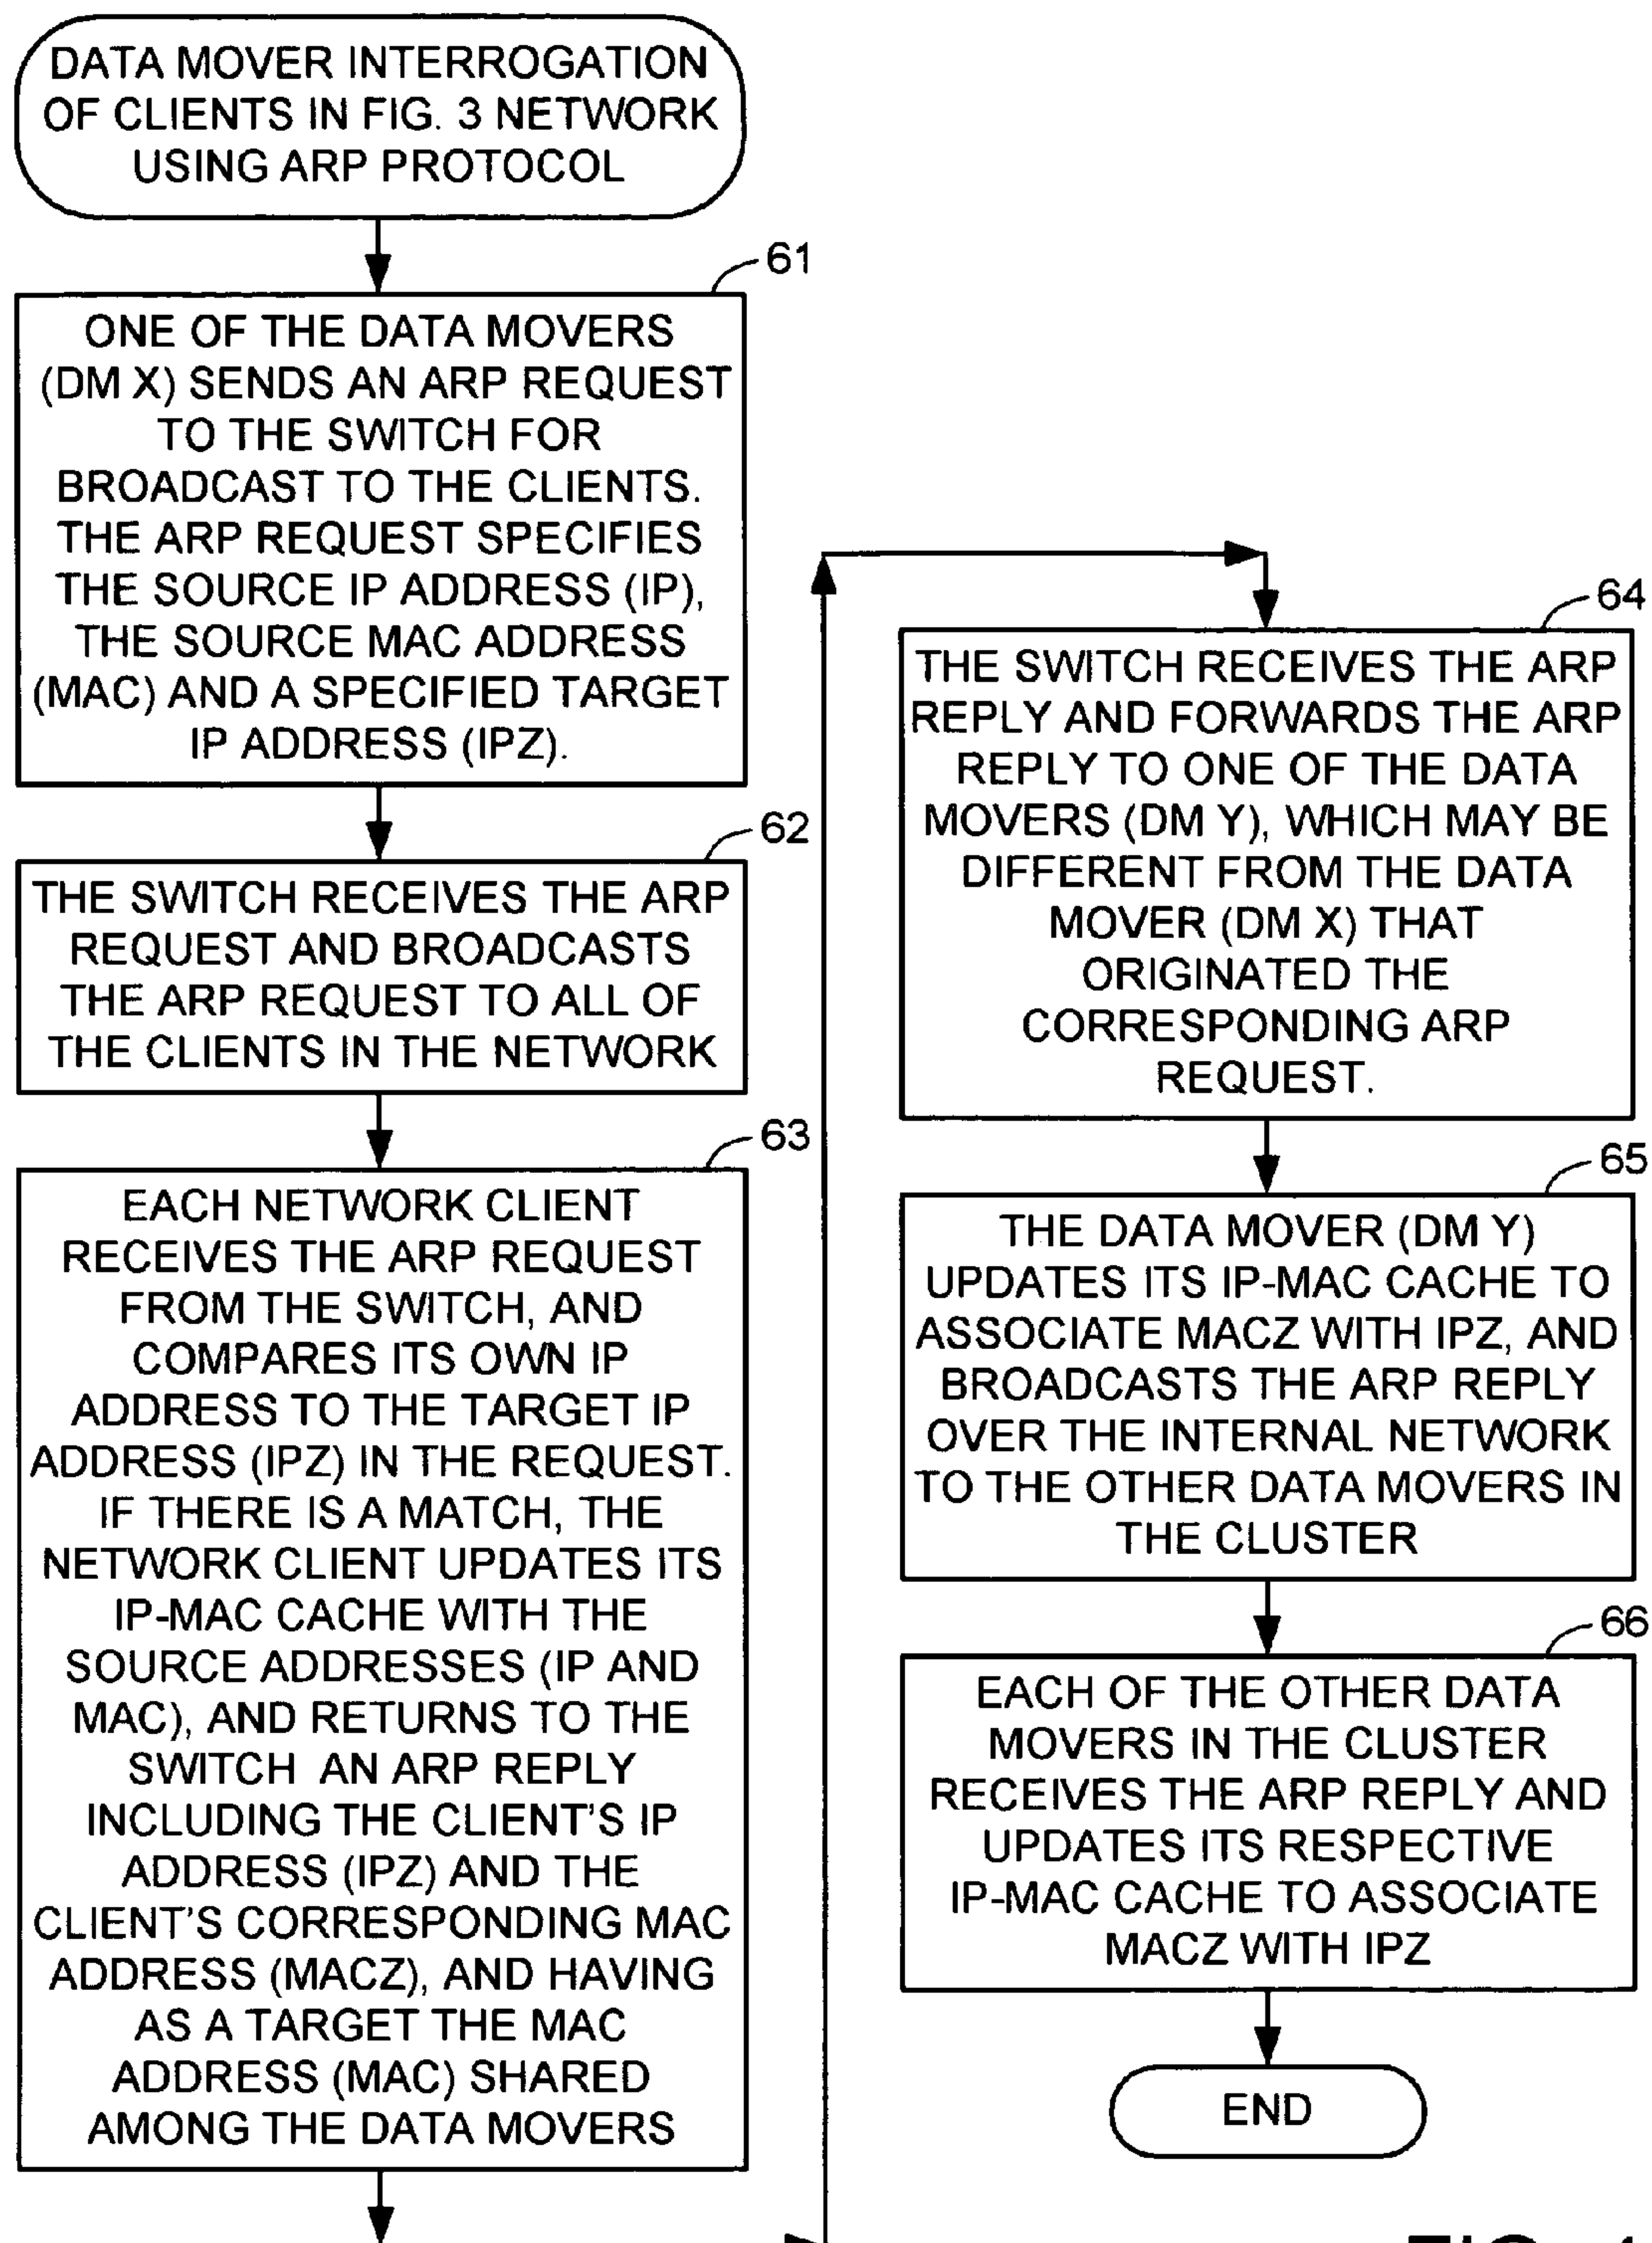 DATA MOVER INTERROGATION
OF CLIENTS IN FIG. 3 NETWORK
USING ARP PROTOCOL
61
ONE OF THE DATA MOVERS
(DM X) SENDS AN ARP REQUEST
TO THE SWITCH FOR
BROADCAST TO THE CLIENTS.
THE ARP REQUEST SPECIFIES
THE SOURCE IP ADDRESS (IP),
THE SOURCE MAC ADDRESS
(MAC) AND A SPECIFIED TARGET
IP ADDRESS (IPZ).
62
THE SWITCH RECEIVES THE ARP
REQUEST AND BROADCASTS
THE ARP REQUEST TO ALL OF
THE CLIENTS IN THE NETWORK
63
EACH NETWORK CLIENT
RECEIVES THE ARP REQUEST
FROM THE SWITCH, AND
COMPARES ITS OWN IP
ADDRESS TO THE TARGET IP
ADDRESS (IPZ) IN THE REQUEST.
IF THERE IS A MATCH, THE
NETWORK CLIENT UPDATES ITS
IP-MAC CACHE WITH THE
SOURCE ADDRESSES (IP AND
MAC), AND RETURNS TO THE
SWITCH AN ARP REPLY
INCLUDING THE CLIENT'S IP
ADDRESS (IPZ) AND THE
CLIENT'S CORRESPONDING MAC
ADDRESS (MACZ), AND HAVING
AS A TARGET THE MAC
ADDRESS (MAC) SHARED
AMONG THE DATA MOVERS
64
THE SWITCH RECEIVES THE ARP
REPLY AND FORWARDS THE ARP
REPLY TO ONE OF THE DATA
MOVERS (DM Y), WHICH MAY BE
DIFFERENT FROM THE DATA
MOVER (DM X) THAT
ORIGINATED THE
CORRESPONDING ARP
REQUEST.
65
THE DATA MOVER (DM Y)
UPDATES ITS IP-MAC CACHE TO
ASSOCIATE MACZ WITH IPZ, AND
BROADCASTS THE ARP REPLY
OVER THE INTERNAL NETWORK
TO THE OTHER DATA MOVERS IN
THE CLUSTER
66
EACH OF THE OTHER DATA
MOVERS IN THE CLUSTER
RECEIVES THE ARP REPLY AND
UPDATES ITS RESPECTIVE
IP-MAC CACHE TO ASSOCIATE
MACZ WITH IPZ
END